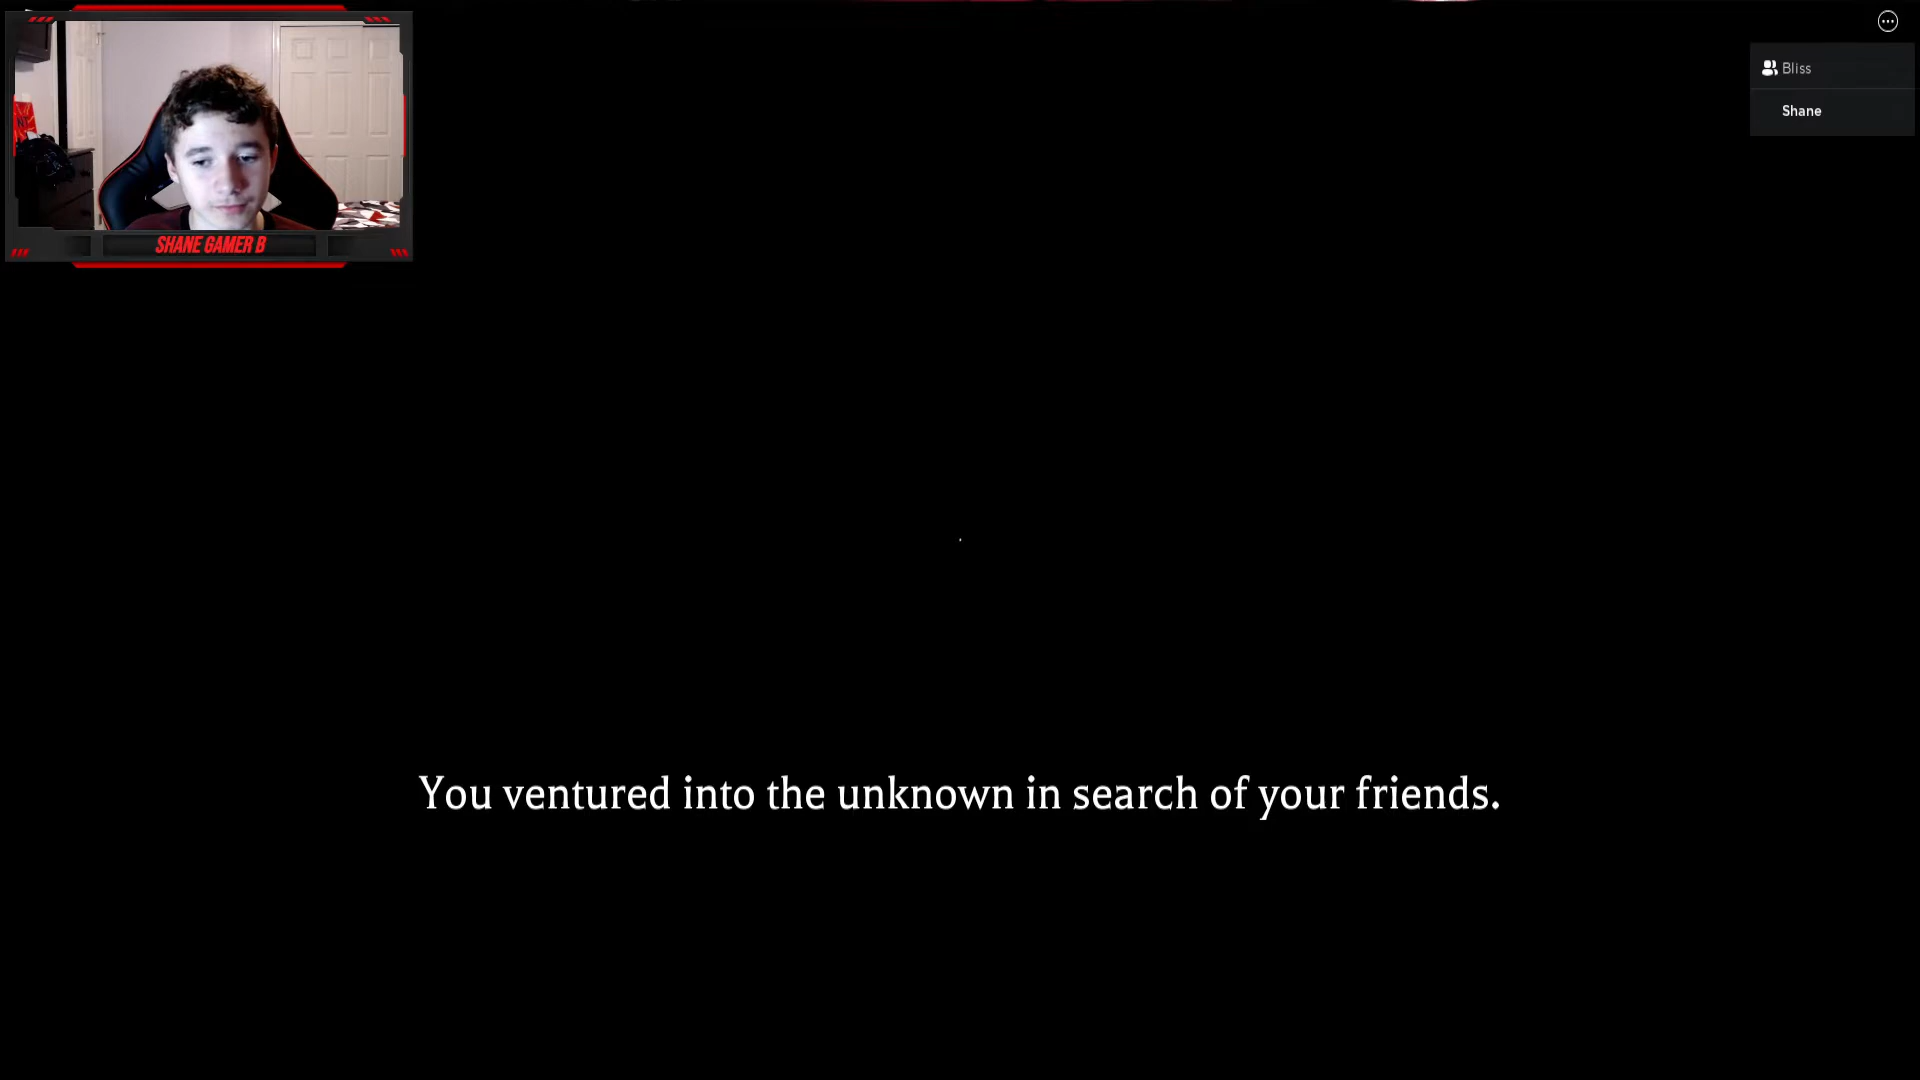 SHANE GAMER B
Bliss
Shane
You ventured into the unknown in search of your friends.